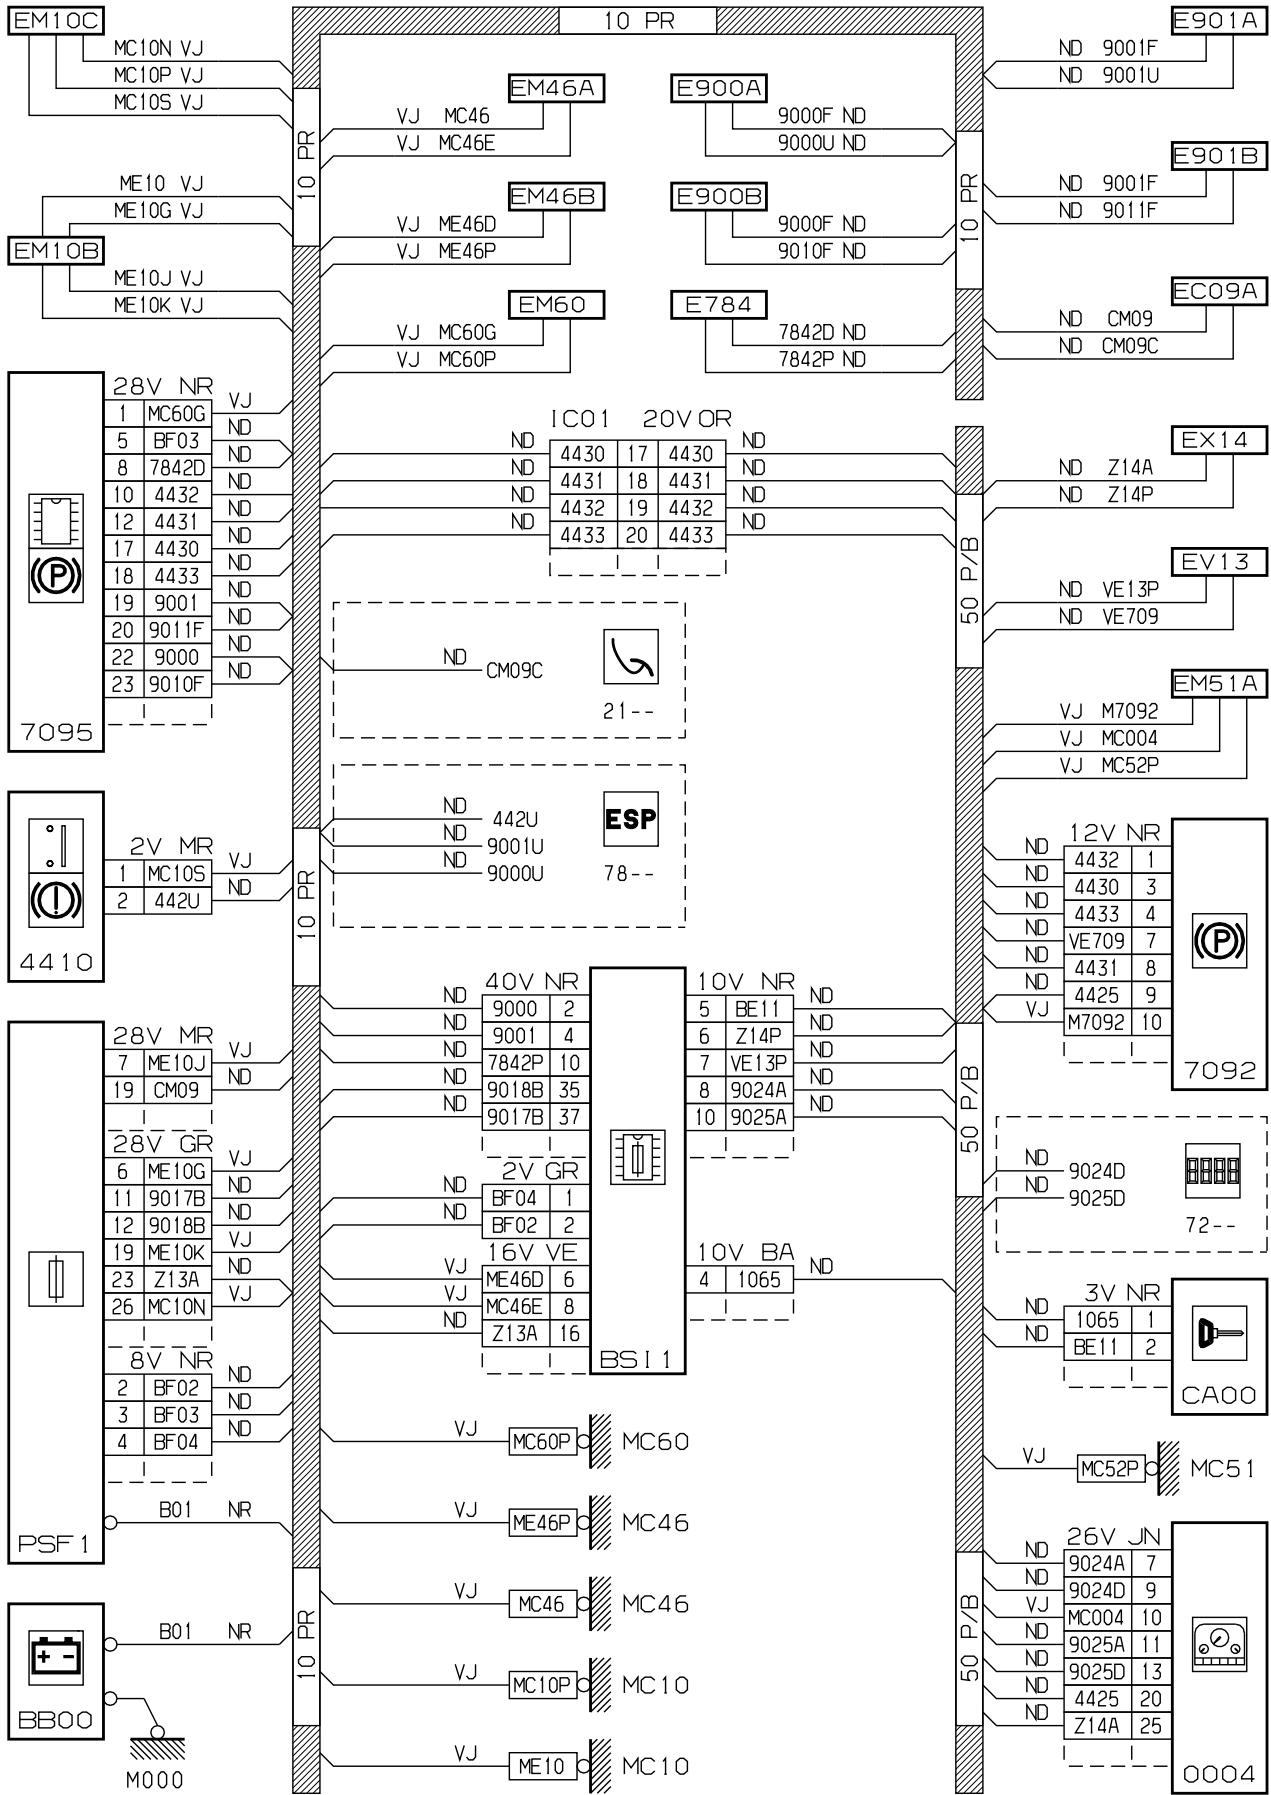 EM10C
MC10N VJ
MC10P VJ
MC10S VJ
ME10 VJ
ME10G VJ
EM10B
ME10J VJ
ME10K VJ
28V NR
1 MC60G VJ
5 BF03 ND
8 7842D ND
10 4432 ND
12 4431 ND
17 4430 ND
18 4433 ND
19 9001 ND
20 9011F ND
22 9000 ND
23 9010F ND
7095
2V MR
1 MC10S VJ
2 442U ND
4410
28V MR
7 ME10J VJ
19 CM09 ND
28V GR
6 ME10G VJ
11 9017B ND
12 9018B ND
19 ME10K VJ
23 Z13A ND
26 MC10N VJ
8V NR
2 BF02 ND
3 BF03 ND
4 BF04 ND
B01 NR
PSF1
B01 NR
BB00
M000
10 PR
10 PR
10 PR
10 PR
10 PR
EM46A
VJ MC46
VJ MC46E
EM46B
VJ ME46D
VJ ME46P
EM60
VJ MC60G
VJ MC60P
E900A
9000F ND
9000U ND
E900B
9000F ND
9010F ND
E784
7842D ND
7842P ND
IC01 20V OR
ND 4430 17 4430 ND
ND 4431 18 4431 ND
ND 4432 19 4432 ND
ND 4433 20 4433 ND
ND CM09C
21--
ND 442U
ND 9001U
ND 9000U
ESP
78--
40V NR
ND 9000 2
ND 9001 4
ND 7842P 10
ND 9018B 35
ND 9017B 37
2V GR
ND BF04 1
ND BF02 2
16V VE
VJ ME46D 6
VJ MC46E 8
ND Z13A 16
BSI1
10V NR
5 BE11 ND
6 Z14P ND
7 VE13P ND
8 9024A ND
10 9025A ND
10V BA
4 1065 ND
VJ MC60P MC60
VJ ME46P MC46
VJ MC46 MC46
VJ MC10P MC10
VJ ME10 MC10
50 P/B
50 P/B
50 P/B
E901A
ND 9001F
ND 9001U
E901B
ND 9001F
ND 9011F
EC09A
ND CM09
ND CM09C
EX14
ND Z14A
ND Z14P
EV13
ND VE13P
ND VE709
EM51A
VJ M7092
VJ MC004
VJ MC52P
12V NR
ND 4432 1
ND 4430 3
ND 4433 4
ND VE709 7
ND 4431 8
ND 4425 9
VJ M7092 10
7092
ND 9024D
ND 9025D
72--
3V NR
ND 1065 1
ND BE11 2
CA00
VJ MC52P MC51
26V JN
ND 9024A 7
ND 9024D 9
VJ MC004 10
ND 9025A 11
ND 9025D 13
ND 4425 20
ND Z14A 25
0004